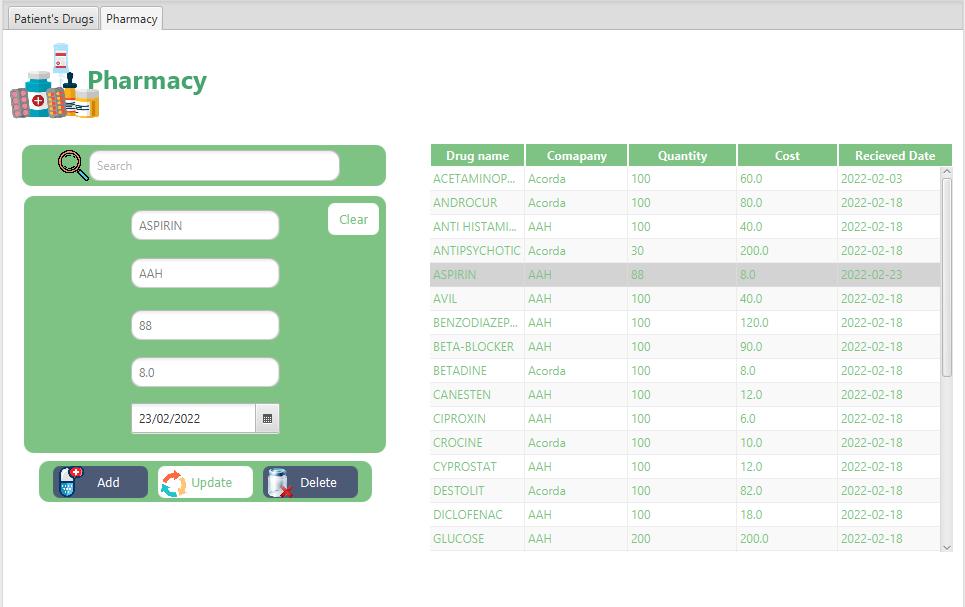 Patient's Drugs Pharmacy
Pharmacy
Search
Clear
ASPIRIN
AAH
88
8.0
23/02/2022
Add Update Delete
Drug name Comapany Quantity Cost Recieved Date
ACETAMINOP... Acorda 100 60.0 2022-02-03
ANDROCUR Acorda 100 80.0 2022-02-18
ANTI HISTAMI... AAH 100 40.0 2022-02-18
ANTIPSYCHOTIC Acorda 30 200.0 2022-02-18
ASPIRIN AAH 88 8.0 2022-02-23
AVIL AAH 100 40.0 2022-02-18
BENZODIAZEP... AAH 100 120.0 2022-02-18
BETA-BLOCKER AAH 100 90.0 2022-02-18
BETADINE Acorda 100 8.0 2022-02-18
CANESTEN AAH 100 12.0 2022-02-18
CIPROXIN AAH 100 6.0 2022-02-18
CROCINE Acorda 100 10.0 2022-02-18
CYPROSTAT AAH 100 12.0 2022-02-18
DESTOLIT Acorda 100 82.0 2022-02-18
DICLOFENAC AAH 100 18.0 2022-02-18
GLUCOSE AAH 200 200.0 2022-02-18